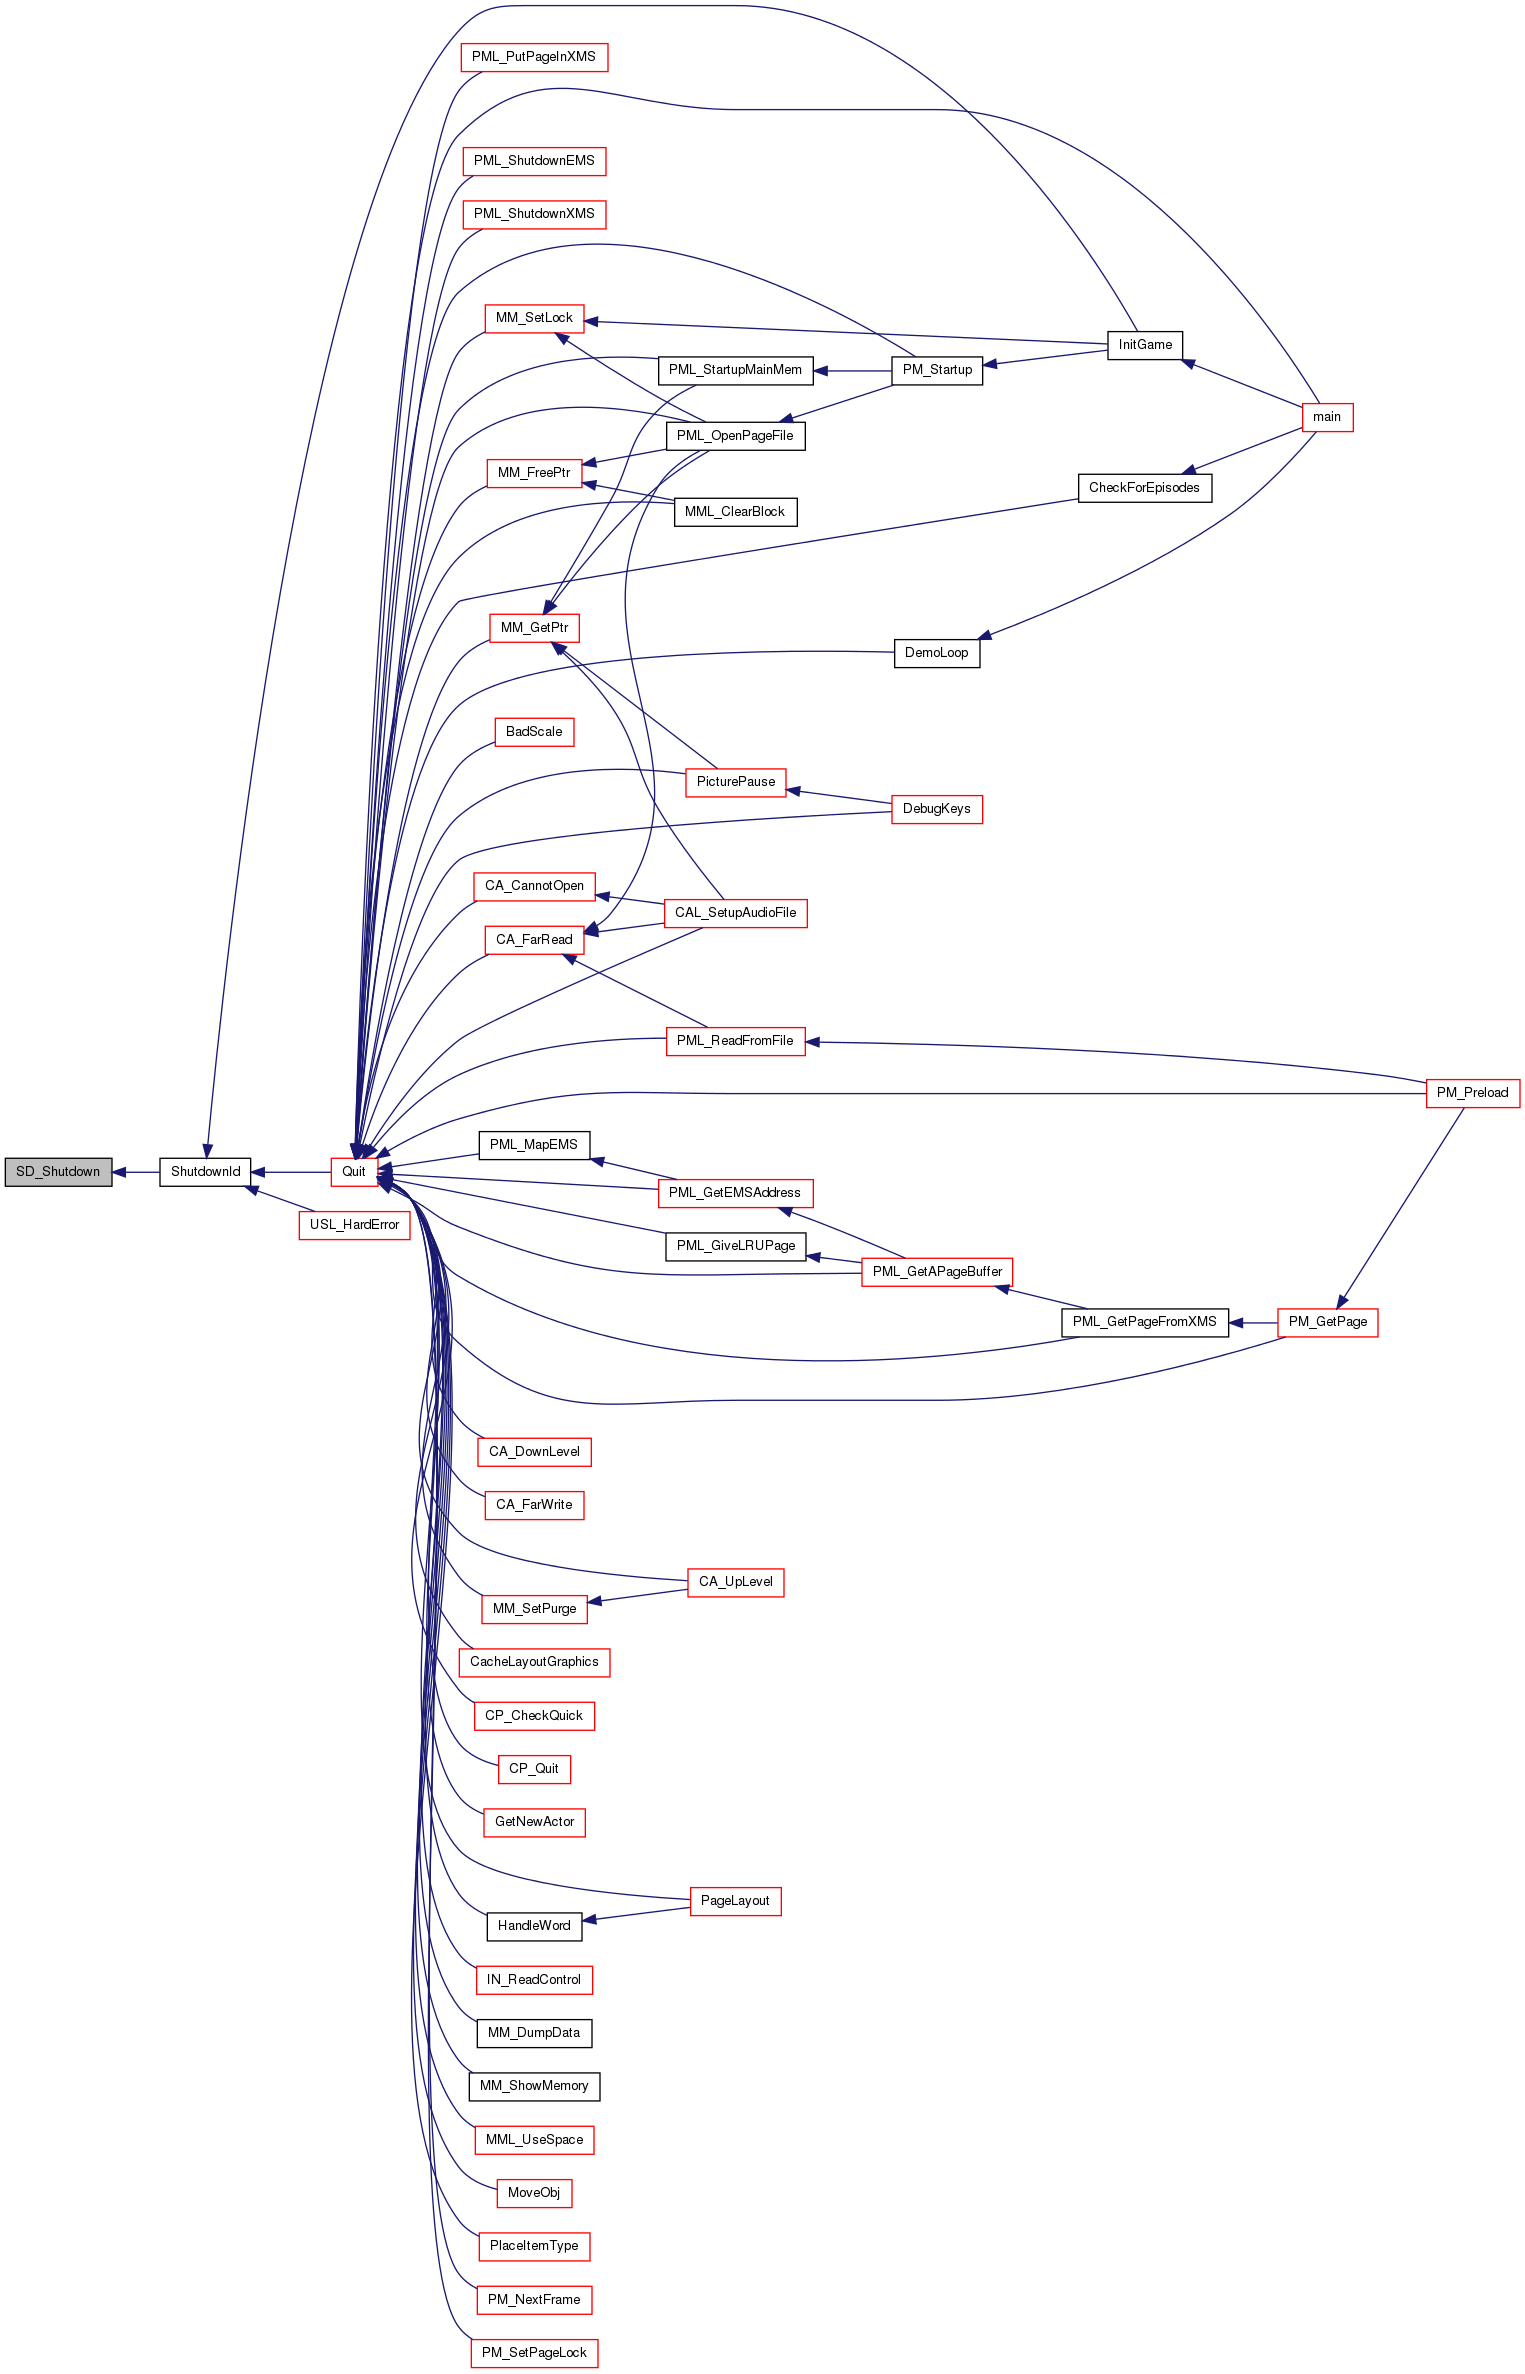 PML_PutPageInXMS
PML_ShutdownEMS
PML_ShutdownXMS
MM_SetLock
InitGame
PML_StartupMainMem
PM_Startup
main
PML_OpenPageFile
MM_FreePtr
CheckForEpisodes
MML_ClearBlock
MM_GetPtr
DemoLoop
BadScale
PicturePause
DebugKeys
CA_CannotOpen
CAL_SetupAudioFile
CA_FarRead
PML_ReadFromFile
PM_Preload
PML_MapEMS
SD_Shutdown
ShutdownId
Quit
PML_GetEMSAddress
USL_HardError
PML_GiveLRUPage
PML_GetAPageBuffer
PML_GetPageFromXMS
PM_GetPage
CA_DownLevel
CA_FarWrite
CA_UpLevel
MM_SetPurge
CacheLayoutGraphics
CP_CheckQuick
CP_Quit
GetNewActor
PageLayout
HandleWord
IN_ReadControl
MM_DumpData
MM_ShowMemory
MML_UseSpace
MoveObj
PlaceItemType
PM_NextFrame
PM_SetPageLock